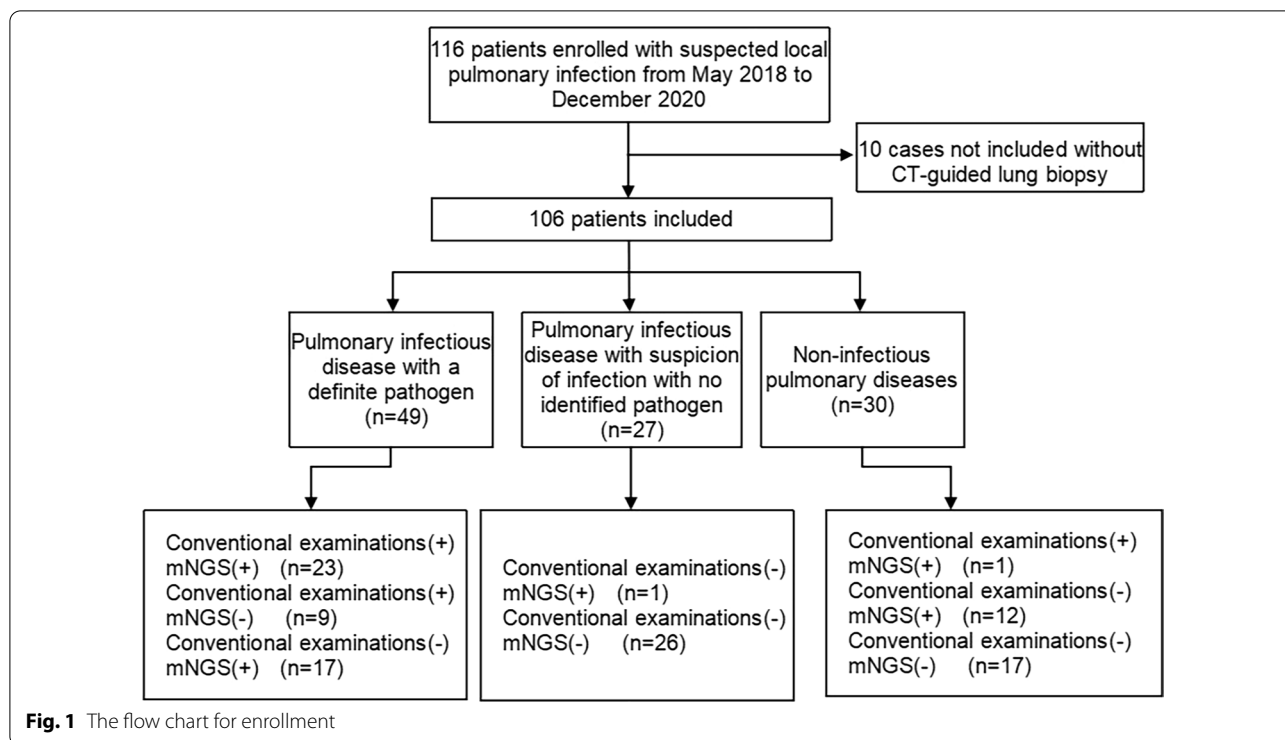 116 patients enrolled with suspected local
pulmonary infection from May 2018 to
December 2020
10 cases not included without
CT-guided lung biopsy
106 patients included
Pulmonary infectious
disease with a
definite pathogen
(n=49)
Pulmonary infectious
disease with suspicion
of infection with no
identified pathogen
(n=27)
Non-infectious
pulmonary diseases
(n=30)
Conventional examinations(+)
mNGS(+) (n=23)
Conventional examinations(+)
mNGS(-) (n=9)
Conventional examinations(-)
mNGS(+) (n=17)
Conventional examinations(-)
mNGS(+) (n=1)
Conventional examinations(-)
mNGS(-) (n=26)
Conventional examinations(+)
mNGS(+) (n=1)
Conventional examinations(-)
mNGS(+) (n=12)
Conventional examinations(-)
mNGS(-) (n=17)
Fig. 1 The flow chart for enrollment